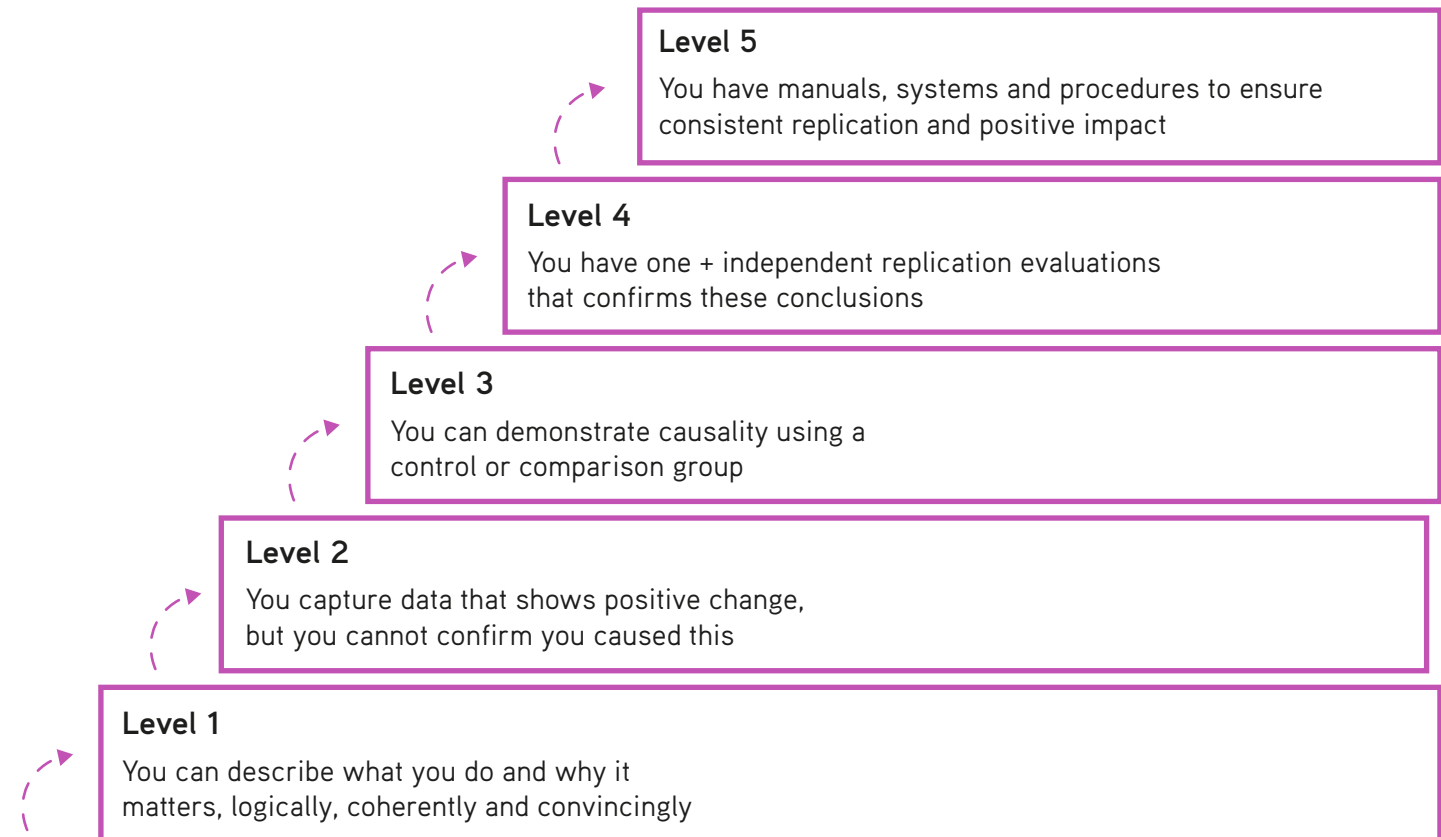 Level 5
You have manuals, systems and procedures to ensure
consistent replication and positive impact
Level 4
You have one + independent replication evaluations
that confirms these conclusions
Level 3
You can demonstrate causality using a
control or comparison group
Level 2
You capture data that shows positive change,
but you cannot confirm you caused this
Level 1
You can describe what you do and why it
matters, logically, coherently and convincingly